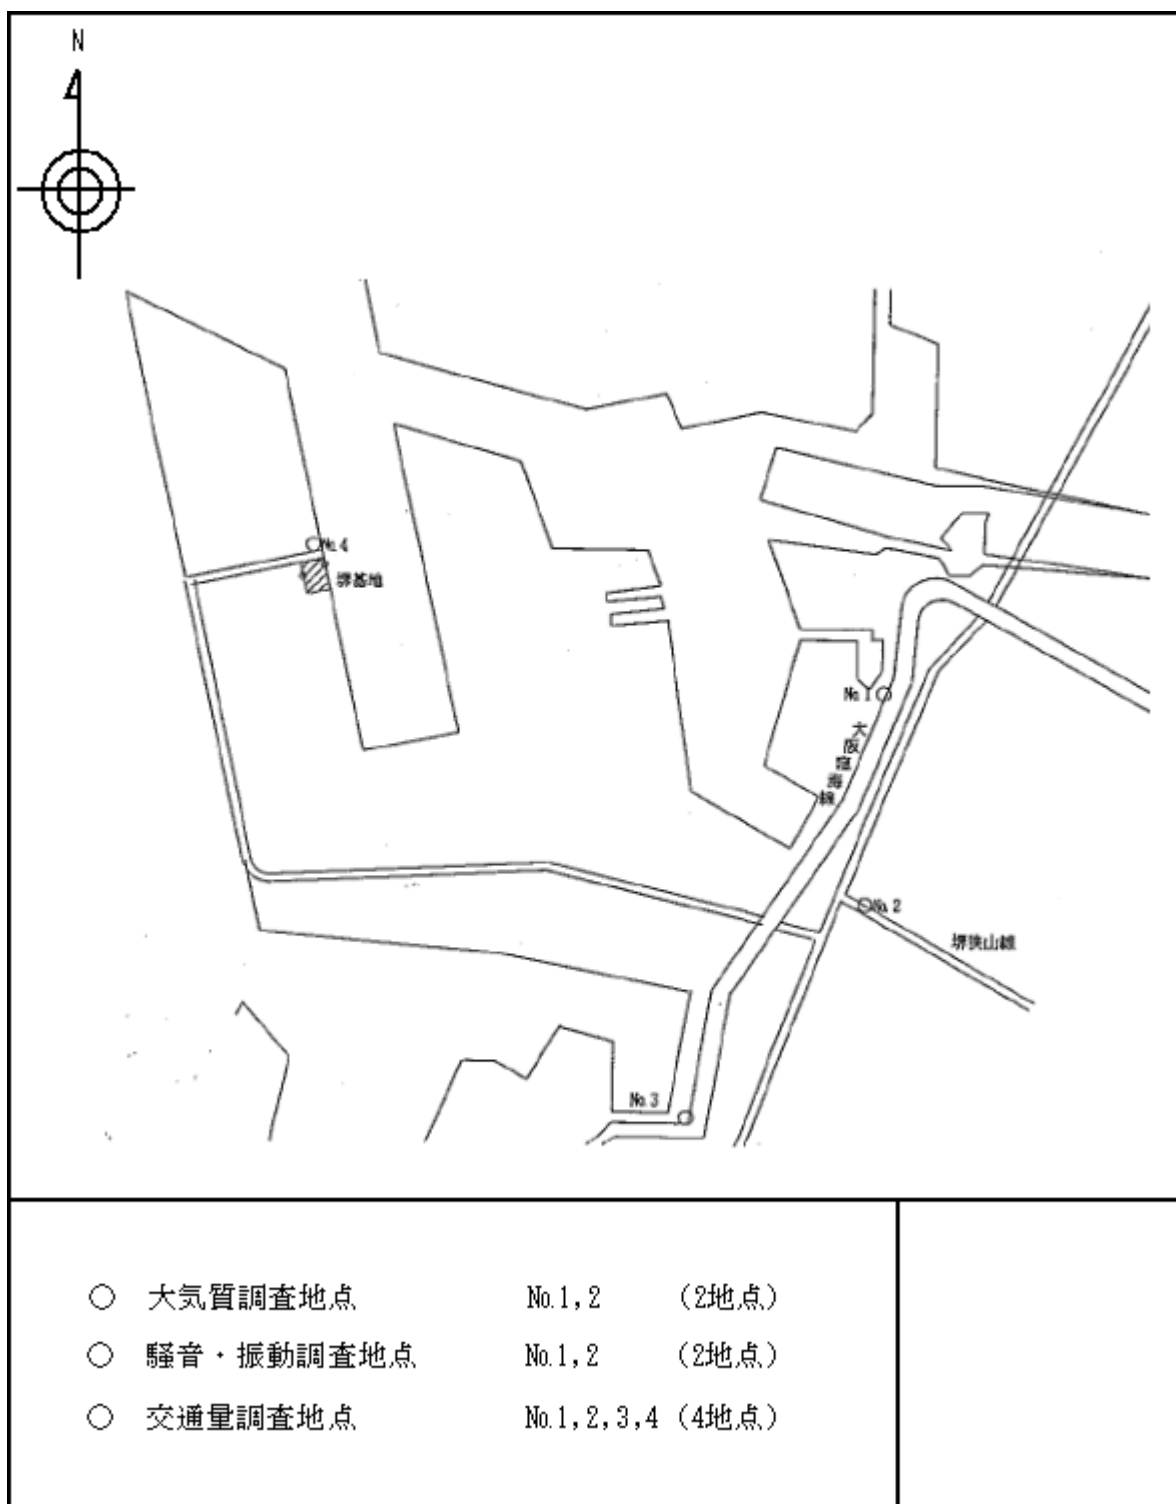 N
No.4
堺基地
No.1
大阪臨海線
No.2
堺狭山線
No.3
○ 大気質調査地点 No.1,2 (2地点)
○ 騒音・振動調査地点 No.1,2 (2地点)
○ 交通量調査地点 No.1,2,3,4 (4地点)